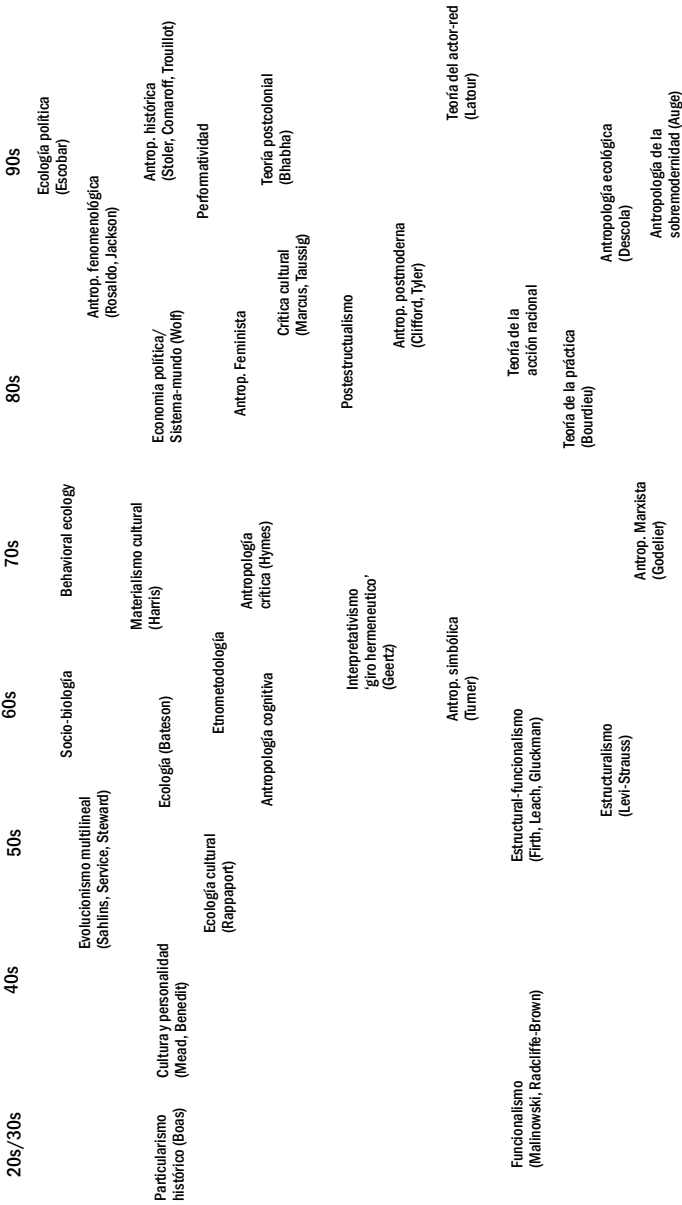 20s/30s
40s
50s
60s
70s
80s
90s
Ecología política
(Escobar)
Behavioral ecology
Socio-biología
Evolucionismo multilineal
(Sahlins, Service, Steward)
Antrop. fenomenológica
(Rosaldo, Jackson)
Materialismo cultural
(Harris)
Antrop. histórica
(Stoler, Comaroff, Trouillot)
Particularismo
histórico (Boas)
Cultura y personalidad
(Mead, Benedit)
Ecología (Bateson)
Economia política/
Sistema-mundo (Wolf)
Performatividad
Ecología cultural
(Rappaport)
Etnometodología
Antrop. Feminista
Antropología
crítica (Hymes)
Antropología cognitiva
Teoría postcolonial
(Bhabha)
Crítica cultural
(Marcus, Taussig)
Interpretativismo
‘giro hermeneutico’
(Geertz)
Postestructualismo
Antrop. postmoderna
(Clifford, Tyler)
Antrop. simbólica
(Turner)
Teoría del actor-red
(Latour)
Funcionalismo
(Malinowski, Radcliffe-Brown)
Estructural-funcionalismo
(Firth, Leach, Gluckman)
Teoría de la
acción racional
Teoría de la práctica
(Bourdieu)
Estructuralismo
(Levi-Strauss)
Antropología ecológica
(Descola)
Antrop. Marxista
(Godelier)
Antropología de la
sobremodernidad (Auge)